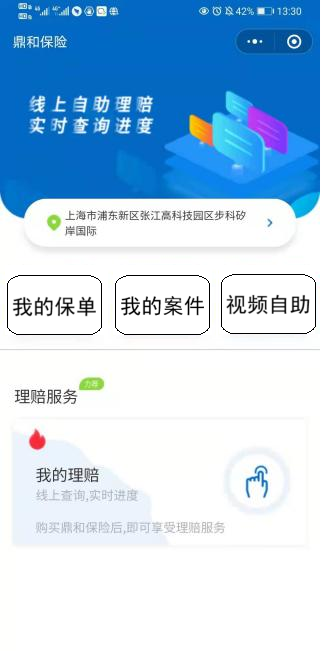 42% 13:30
鼎和保险
线上自助理赔
实时查询进度
上海市浦东新区张江高科技园区步科矽
岸国际
我的保单
我的案件
视频自助
理赔服务
力荐
我的理赔
线上查询,实时进度
购买鼎和保险后,即可享受理赔服务